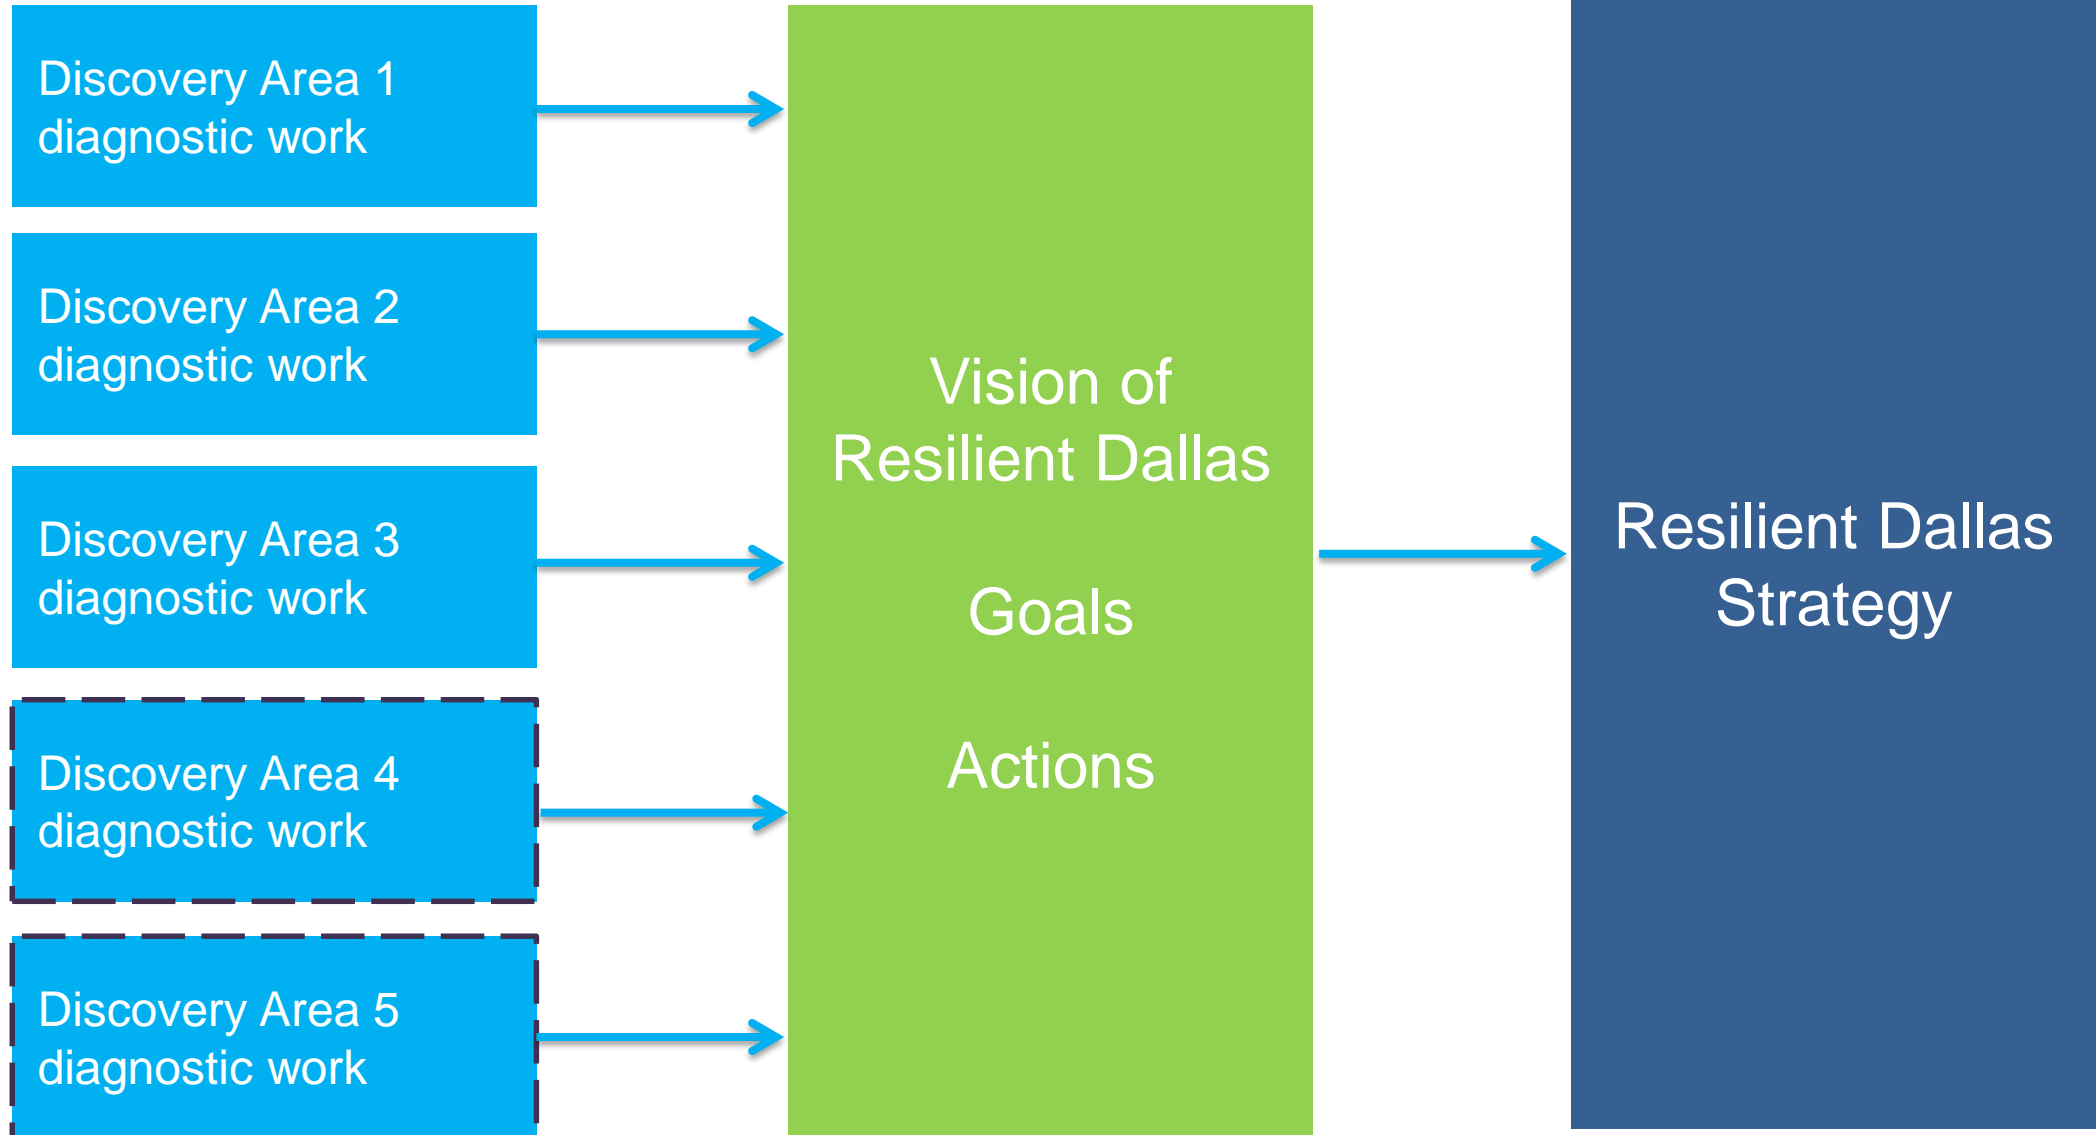 Discovery Area 1
diagnostic work
Discovery Area 2
diagnostic work
Discovery Area 3
diagnostic work
Discovery Area 4
diagnostic work
Discovery Area 5
diagnostic work
Vision of
Resilient Dallas
Goals
Actions
Resilient Dallas
Strategy